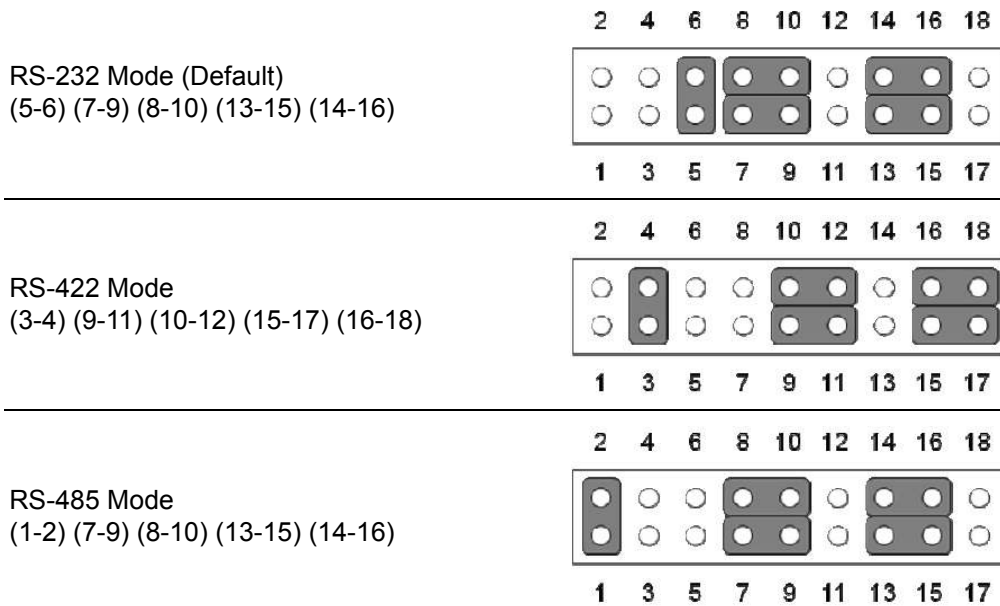 2 4 6 8 10 12 14 16 18
RS-232 Mode (Default)
(5-6) (7-9) (8-10) (13-15) (14-16)
1 3 5 7 9 11 13 15 17
2 4 6 8 10 12 14 16 18
RS-422 Mode
(3-4) (9-11) (10-12) (15-17) (16-18)
1 3 5 7 9 11 13 15 17
2 4 6 8 10 12 14 16 18
RS-485 Mode
(1-2) (7-9) (8-10) (13-15) (14-16)
1 3 5 7 9 11 13 15 17